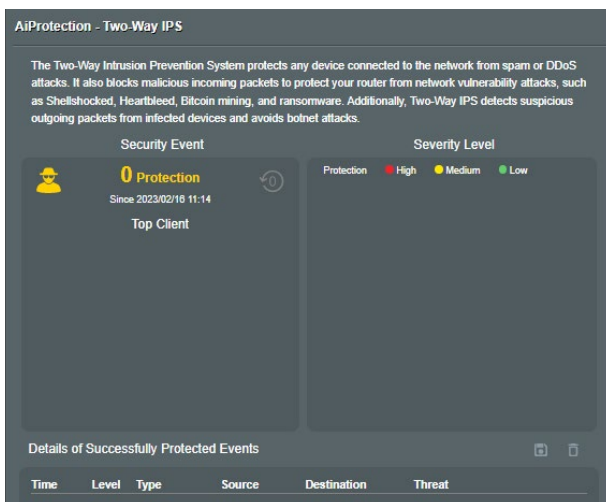 AiProtection - Two-Way IPS
The Two-Way Intrusion Prevention System protects any device connected to the network from spam or DDoS
attacks. It also blocks malicious incoming packets to protect your router from network vulnerability attacks, such
as Shellshocked, Heartbleed, Bitcoin mining, and ransomware. Additionally, Two-Way IPS detects suspicious
outgoing packets from infected devices and avoids botnet attacks.
Security Event
Severity Level
0 Protection
0
Since 2023/02/16 11:14
Top Client
Protection High Medium Low
Details of Successfully Protected Events
Time Level Type Source Destination Threat